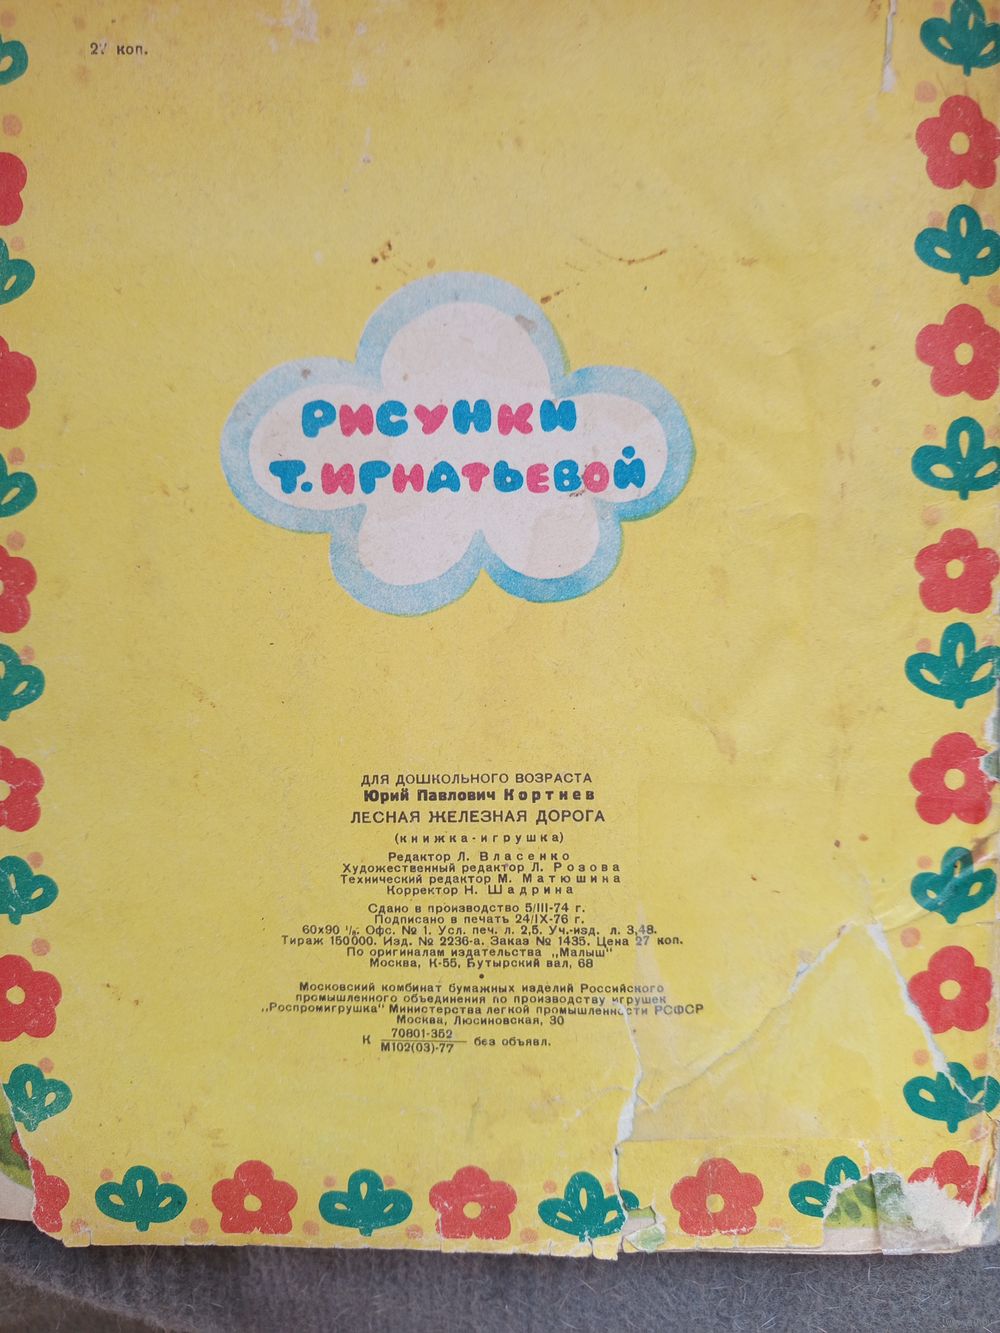 27 коп.
РИСУНКИ
Т. ИГНАТЬЕВОЙ
ДЛЯ ДОШКОЛЬНОГО ВОЗРАСТА
Юрий Павлович Кортнев
ЛЕСНАЯ ЖЕЛЕЗНАЯ ДОРОГА
(книжка-игрушка)
Редактор Л. Власенко
Художественный редактор Л. Розова
Технический редактор М. Матюшина
Корректор Н. Шадрина
Сдано в производство 5/III-74 г.
Подписано в печать 24/IX-76 г.
60х90 ¹/₈. Офс. № 1. Усл. печ. л. 2,5. Уч.-изд. л. 3,48.
Тираж 150000. Изд. № 2236-а. Заказ № 1435. Цена 27 коп.
По оригиналам издательства „Малыш"
Москва, К-55, Бутырский вал, 68
Московский комбинат бумажных изделий Российского
промышленного объединения по производству игрушек
„Роспромигрушка" Министерства легкой промышленности РСФСР
Москва, Люсиновская, 30
К 70801-352
М102(03)-77 без объявл.